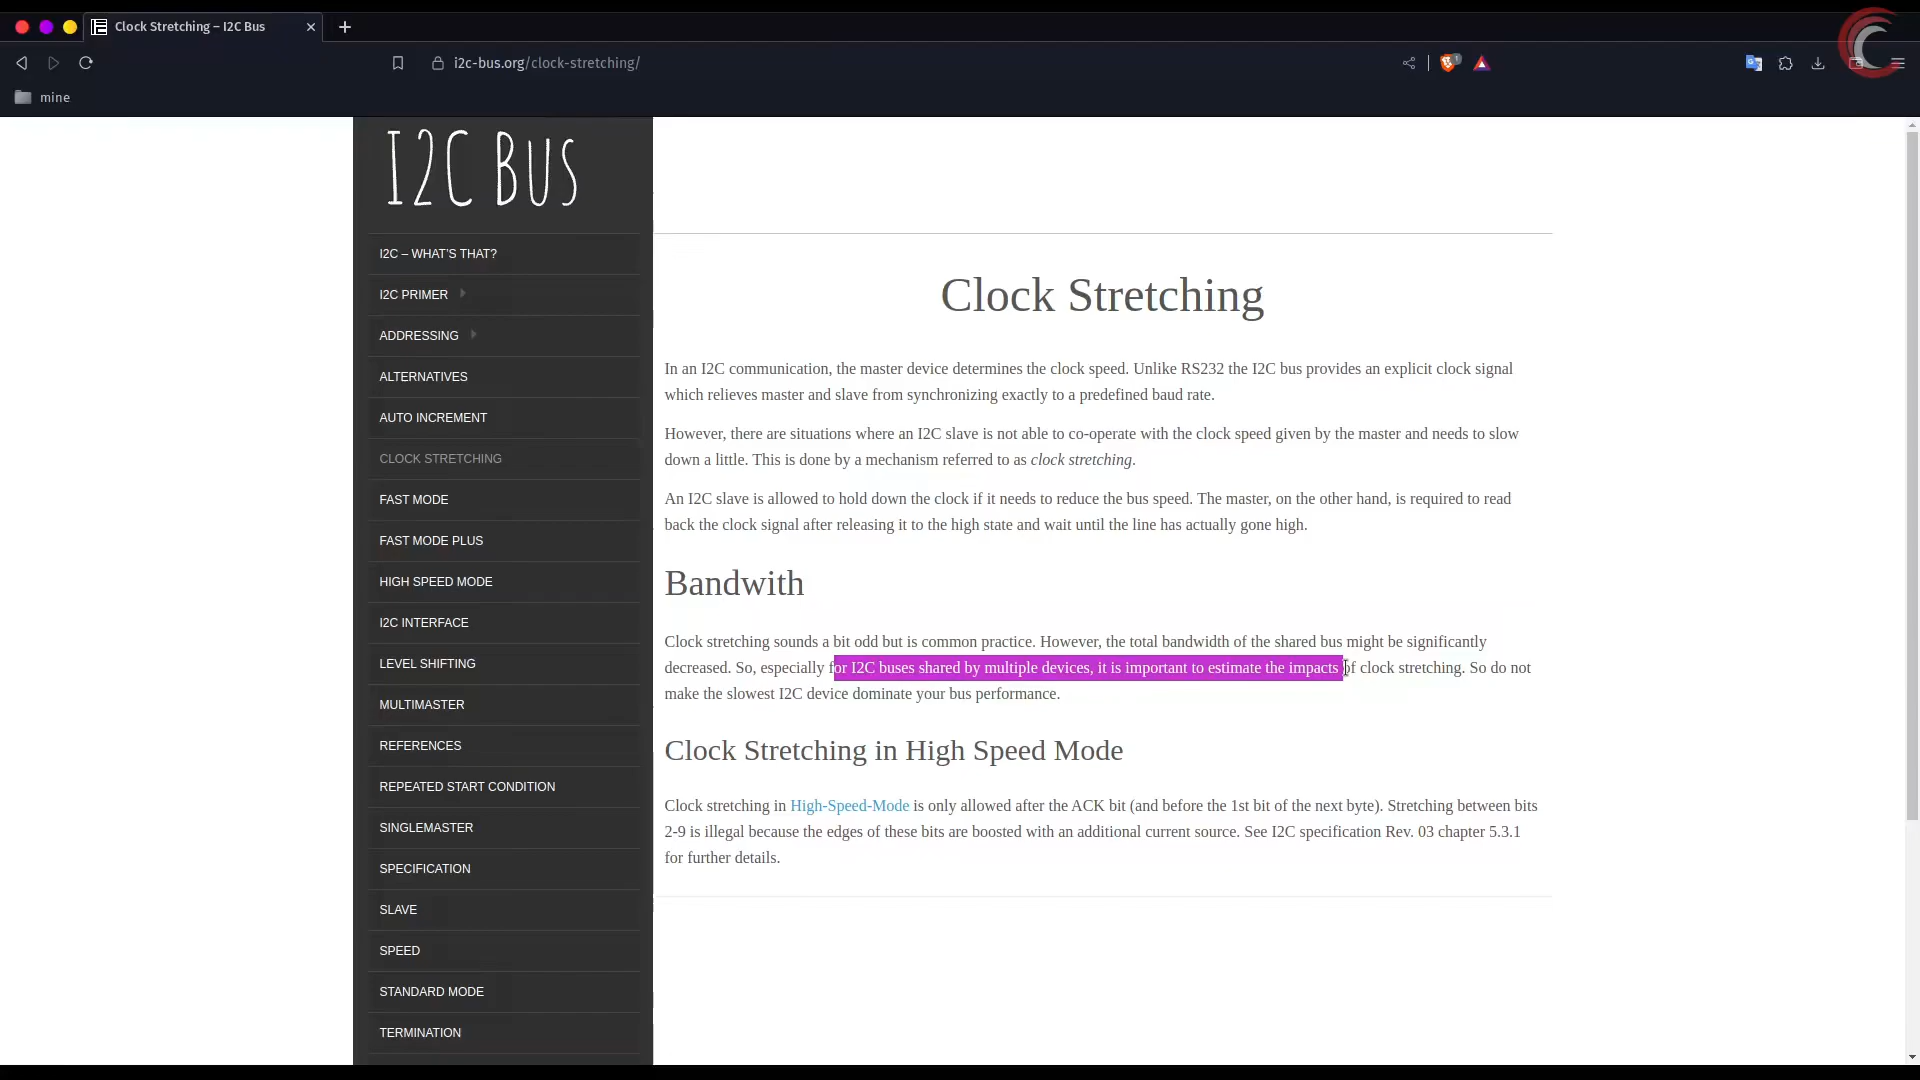 Clock Stretching – I2C Bus
i2c-bus.org/clock-stretching/
1
mine
I2C BUS
I2C – WHAT'S THAT?
I2C PRIMER
ADDRESSING
ALTERNATIVES
AUTO INCREMENT
CLOCK STRETCHING
FAST MODE
FAST MODE PLUS
HIGH SPEED MODE
I2C INTERFACE
LEVEL SHIFTING
MULTIMASTER
REFERENCES
REPEATED START CONDITION
SINGLEMASTER
SPECIFICATION
SLAVE
SPEED
STANDARD MODE
TERMINATION
Clock Stretching
In an I2C communication, the master device determines the clock speed. Unlike RS232 the I2C bus provides an explicit clock signal
which relieves master and slave from synchronizing exactly to a predefined baud rate.
However, there are situations where an I2C slave is not able to co-operate with the clock speed given by the master and needs to slow
down a little. This is done by a mechanism referred to as clock stretching.
An I2C slave is allowed to hold down the clock if it needs to reduce the bus speed. The master, on the other hand, is required to read
back the clock signal after releasing it to the high state and wait until the line has actually gone high.
Bandwith
Clock stretching sounds a bit odd but is common practice. However, the total bandwidth of the shared bus might be significantly
decreased. So, especially for I2C buses shared by multiple devices, it is important to estimate the impacts of clock stretching. So do not
make the slowest I2C device dominate your bus performance.
Clock Stretching in High Speed Mode
Clock stretching in High-Speed-Mode is only allowed after the ACK bit (and before the 1st bit of the next byte). Stretching between bits
2-9 is illegal because the edges of these bits are boosted with an additional current source. See I2C specification Rev. 03 chapter 5.3.1
for further details.